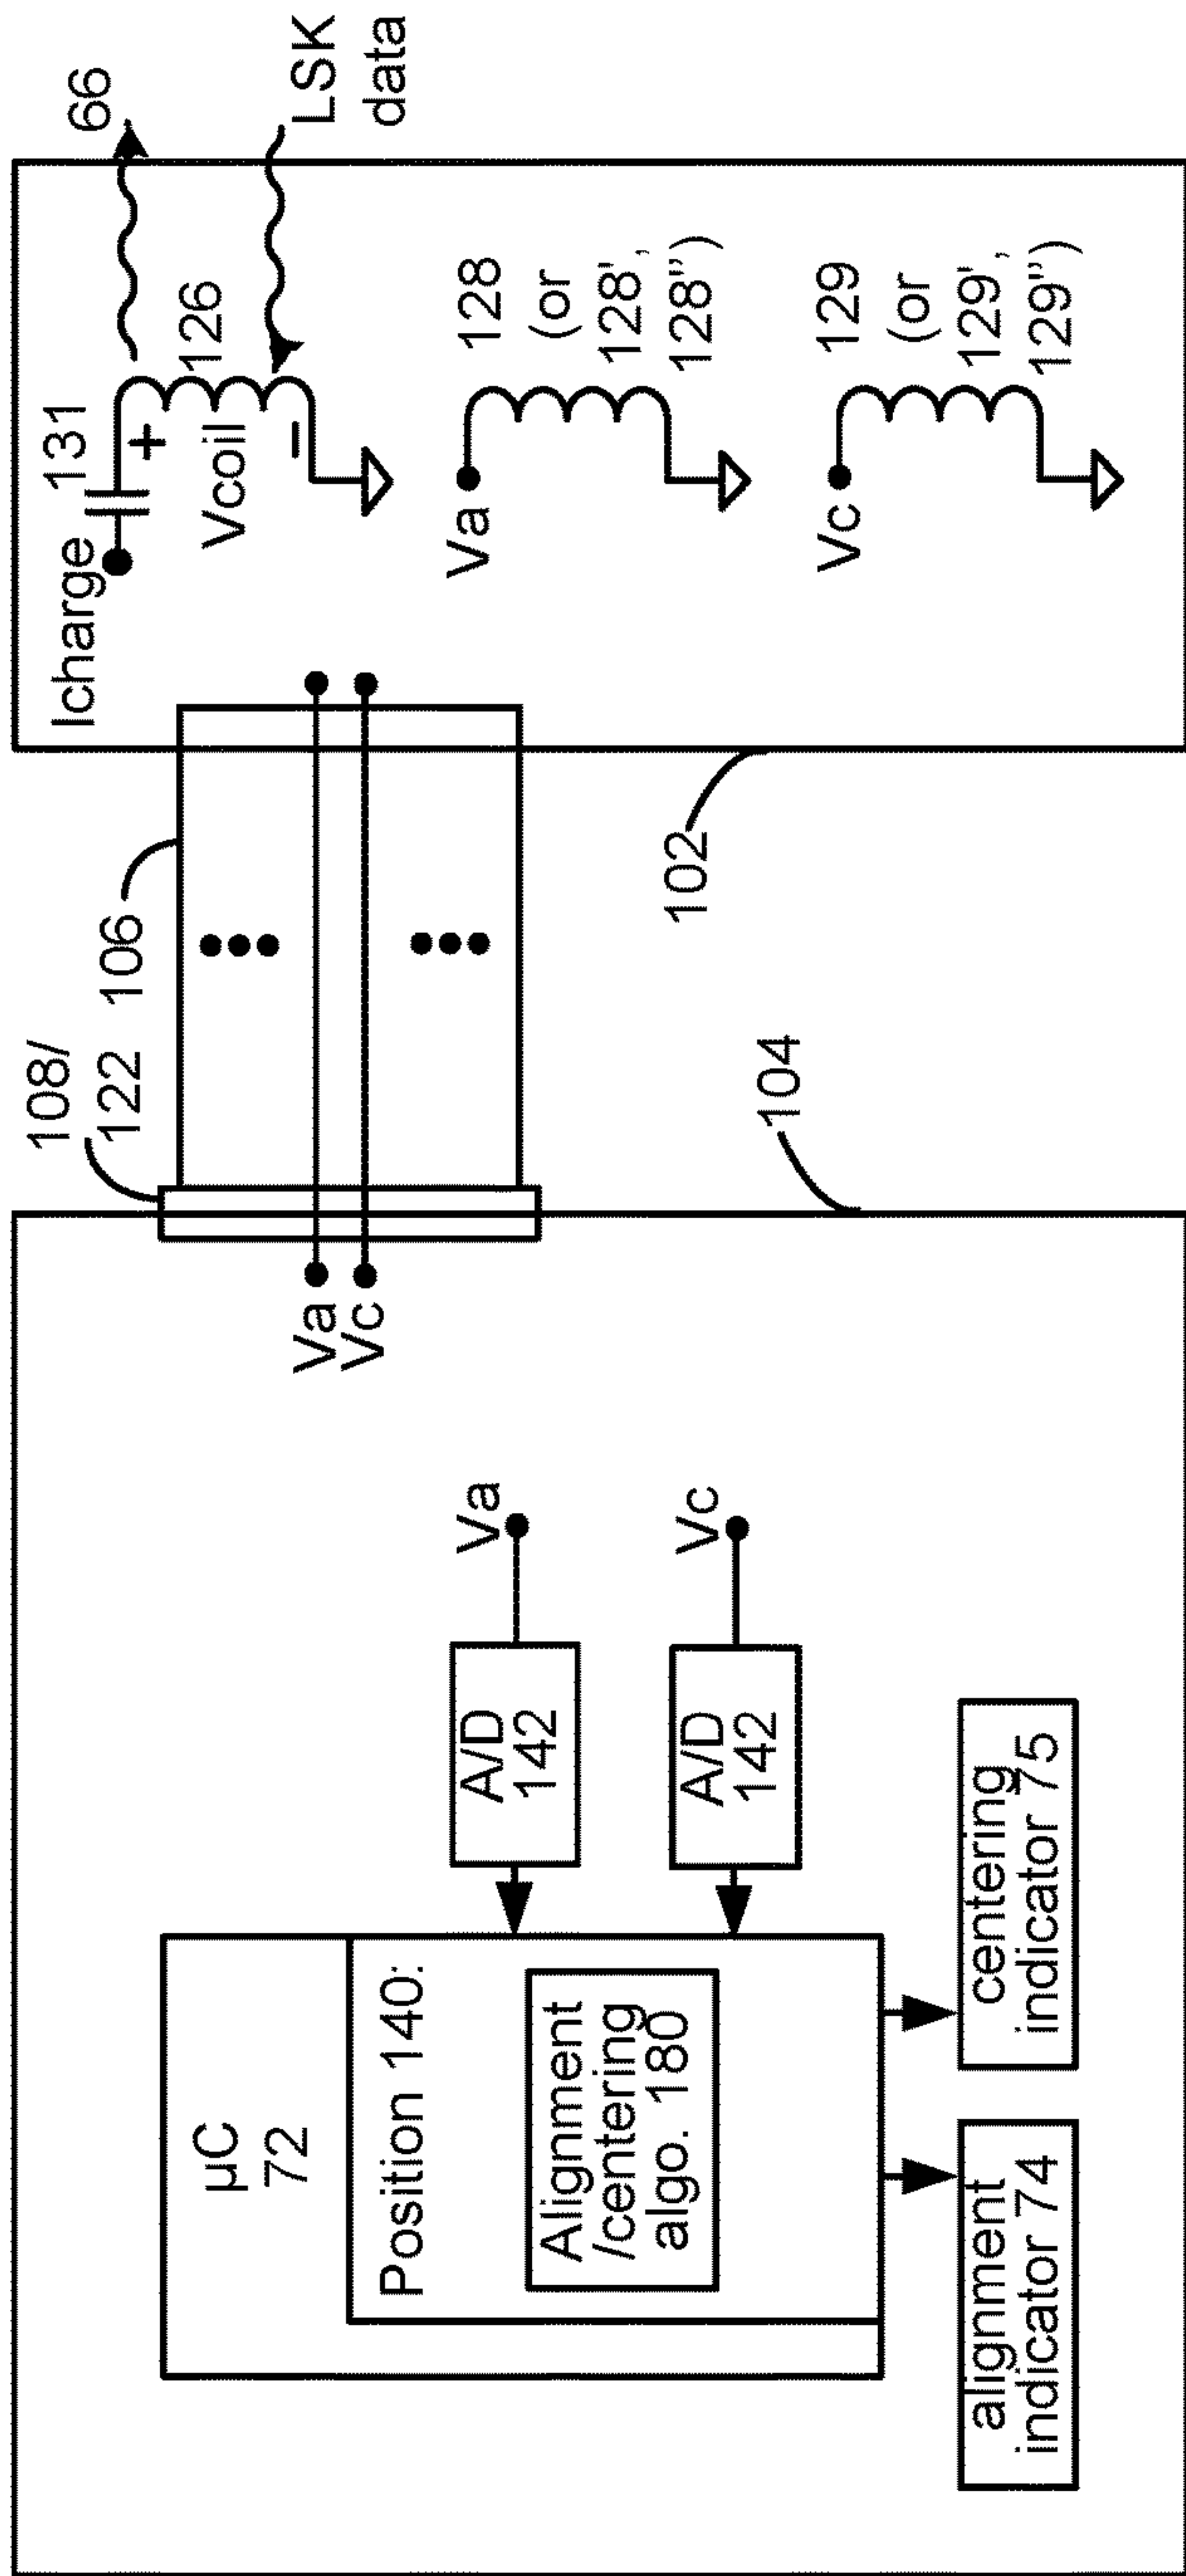 µC
72
Position 140:
Alignment
/centering
algo. 180
alignment
indicator 74
centering
indicator 75
A/D
142
A/D
142
Va
Vc
Va
Vc
108/
122
106
104
102
Icharge
131
+
Vcoil
–
126
66
LSK
data
Va
128
(or
128',
128")
Vc
129
(or
129',
129")